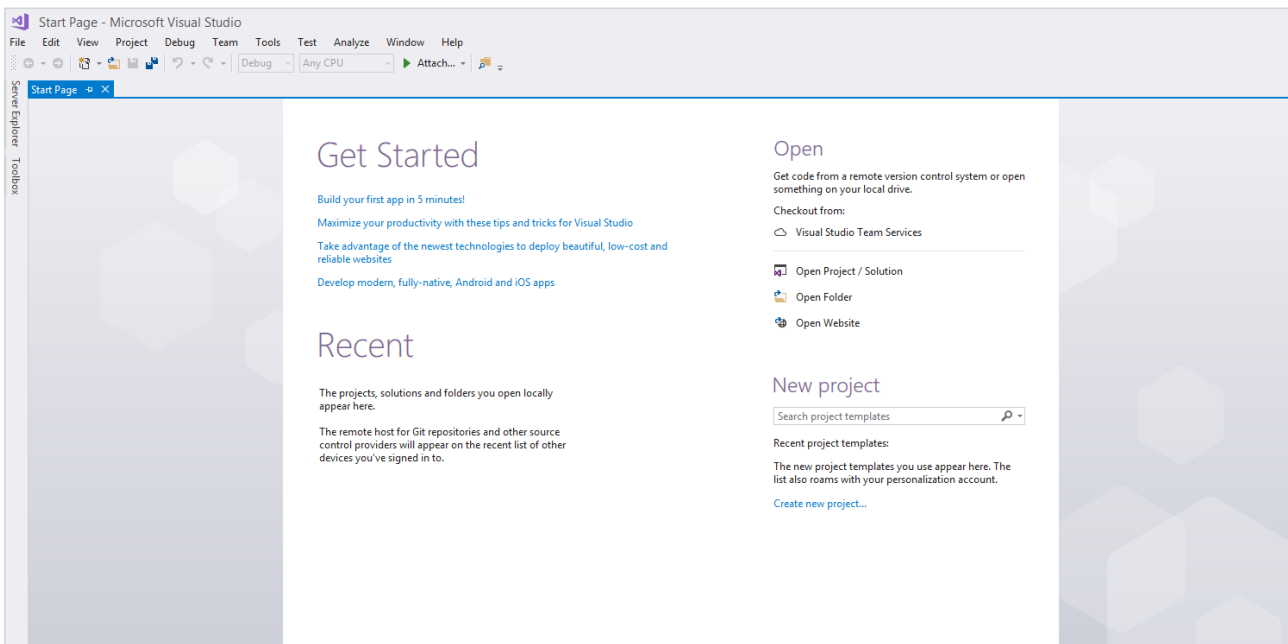 Start Page - Microsoft Visual Studio
File Edit View Project Debug Team Tools Test Analyze Window Help
Debug Any CPU Attach...
Server Explorer
Toolbox
Start Page
Get Started
Build your first app in 5 minutes!
Maximize your productivity with these tips and tricks for Visual Studio
Take advantage of the newest technologies to deploy beautiful, low-cost and
reliable websites
Develop modern, fully-native, Android and iOS apps
Recent
The projects, solutions and folders you open locally
appear here.
The remote host for Git repositories and other source
control providers will appear on the recent list of other
devices you've signed in to.
Open
Get code from a remote version control system or open
something on your local drive.
Checkout from:
Visual Studio Team Services
Open Project / Solution
Open Folder
Open Website
New project
Search project templates
Recent project templates:
The new project templates you use appear here. The
list also roams with your personalization account.
Create new project...